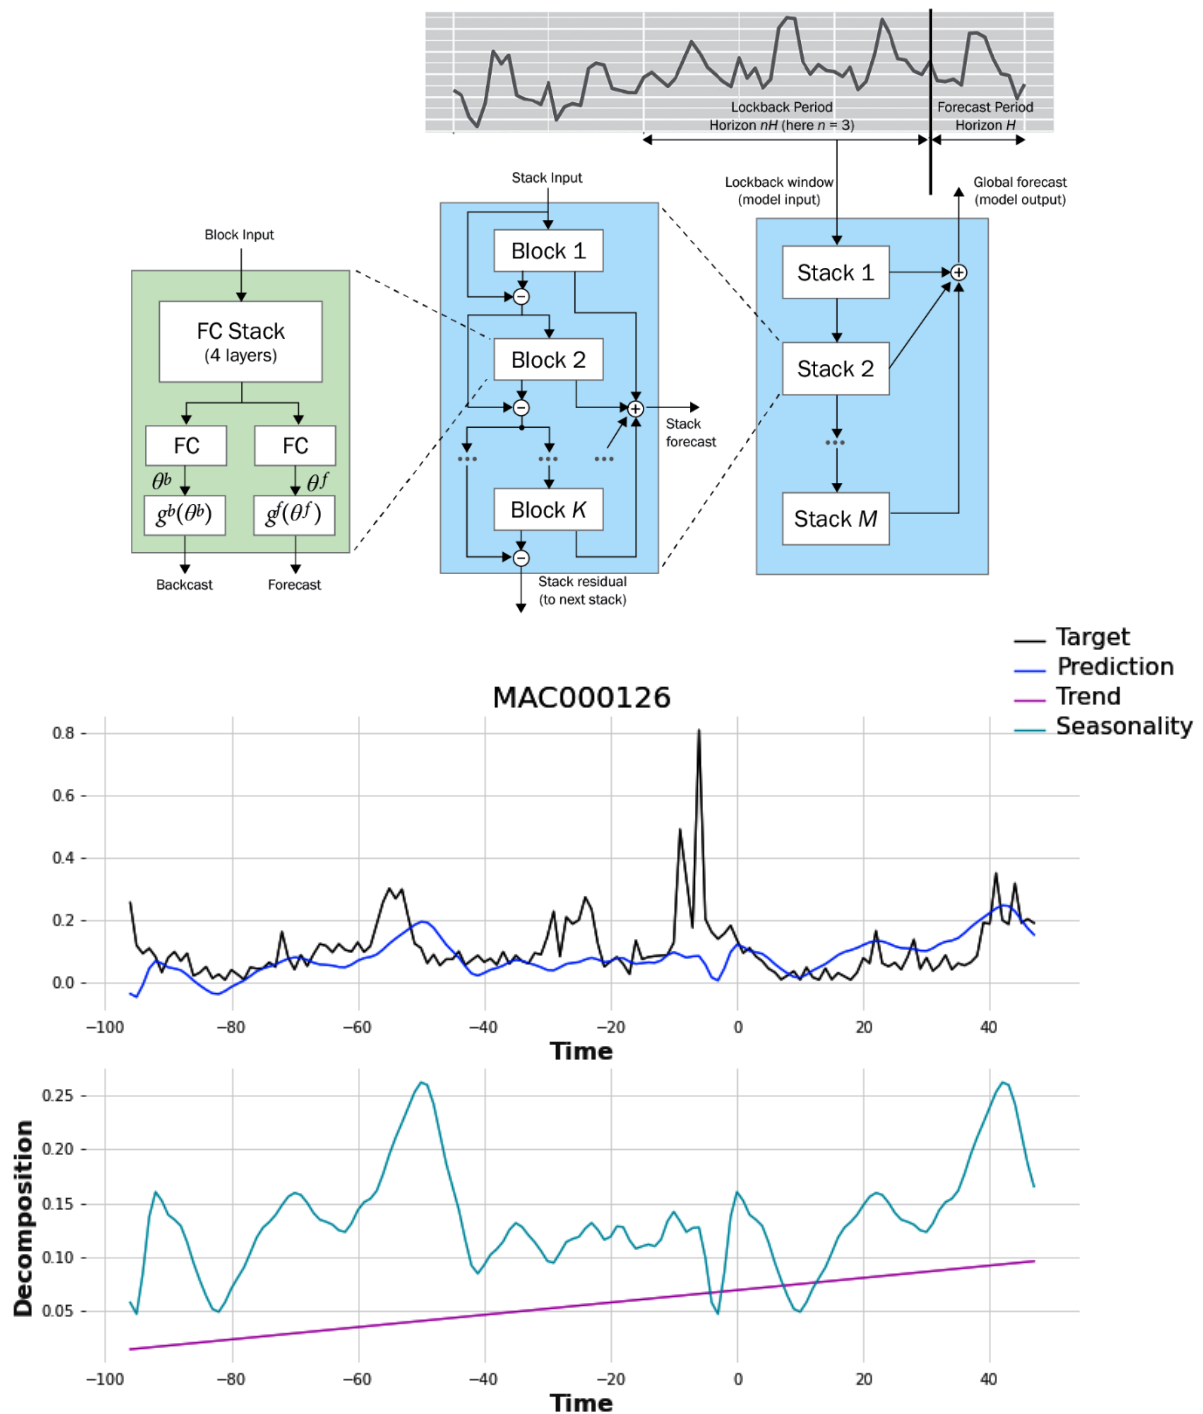 Lockback Period
Horizon nH (here n = 3)
Forecast Period
Horizon H
Block Input
FC Stack
(4 layers)
FC
FC
θᵇ
θᶠ
gᵇ(θᵇ)
gᶠ(θᶠ)
Backcast
Forecast
Stack Input
Block 1
−
Block 2
−
+
Stack
forecast
...
...
...
Block K
−
Stack residual
(to next stack)
Lockback window
(model input)
Global forecast
(model output)
Stack 1
+
Stack 2
...
Stack M
Target
Prediction
Trend
Seasonality
MAC000126
0.8
0.6
0.4
0.2
0.0
−100
−80
−60
−40
−20
0
20
40
Time
Decomposition
0.25
0.20
0.15
0.10
0.05
−100
−80
−60
−40
−20
0
20
40
Time